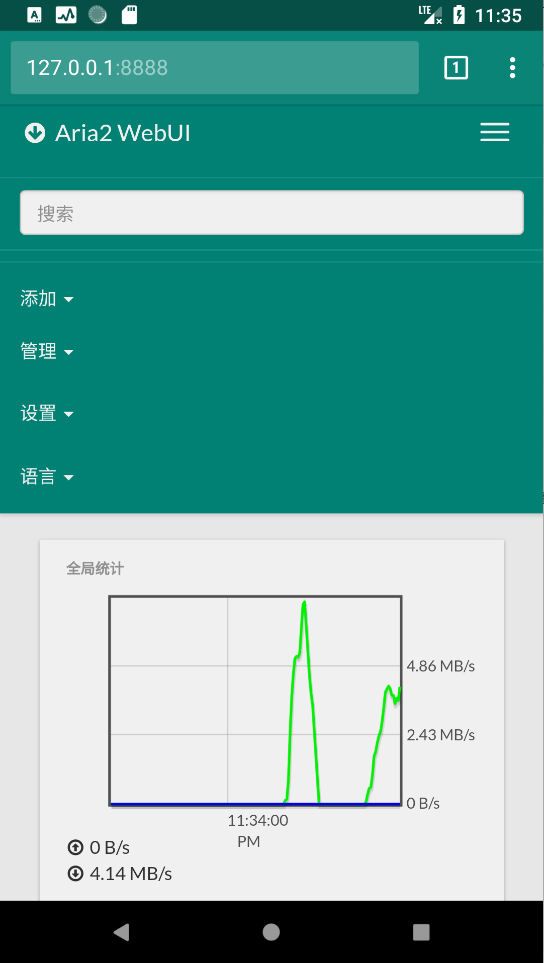 LTE 11:35
127.0.0.1:8888 1
Aria2 WebUI
搜索
添加
管理
设置
语言
全局统计
4.86 MB/s
2.43 MB/s
0 B/s
11:34:00
PM
0 B/s
4.14 MB/s